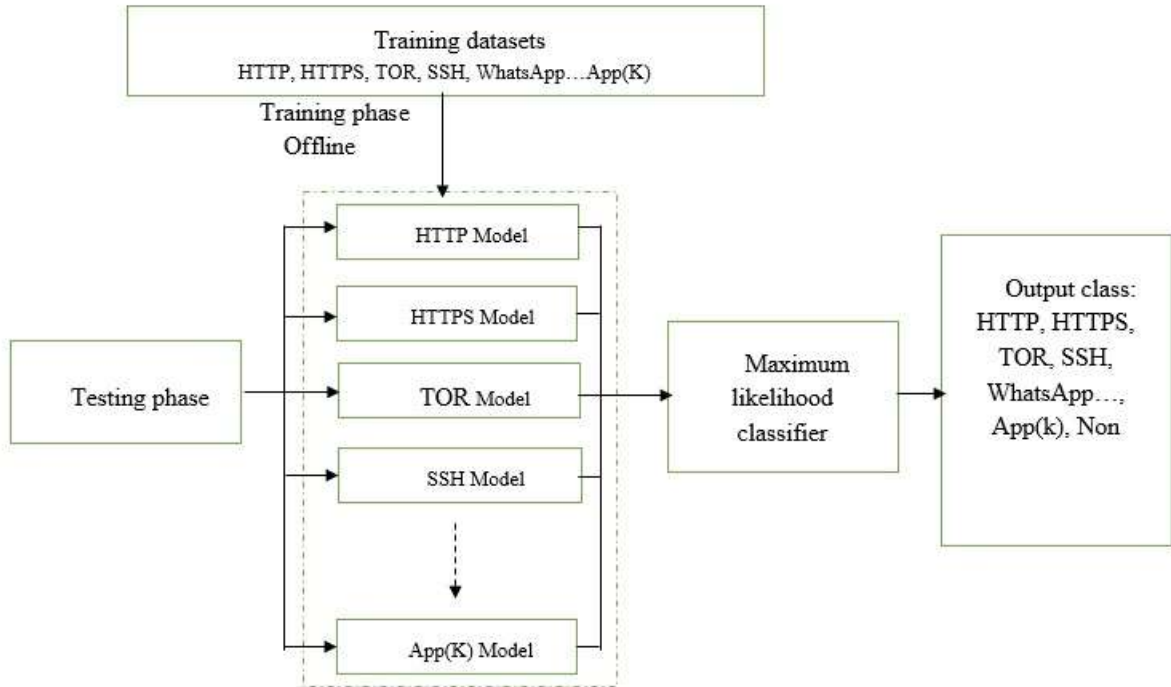 Training datasets
HTTP, HTTPS, TOR, SSH, WhatsApp…App(K)
Training phase
Offline
HTTP Model
HTTPS Model
TOR Model
SSH Model
App(K) Model
Testing phase
Maximum
likelihood
classifier
Output class:
HTTP, HTTPS,
TOR, SSH,
WhatsApp…,
App(k), Non